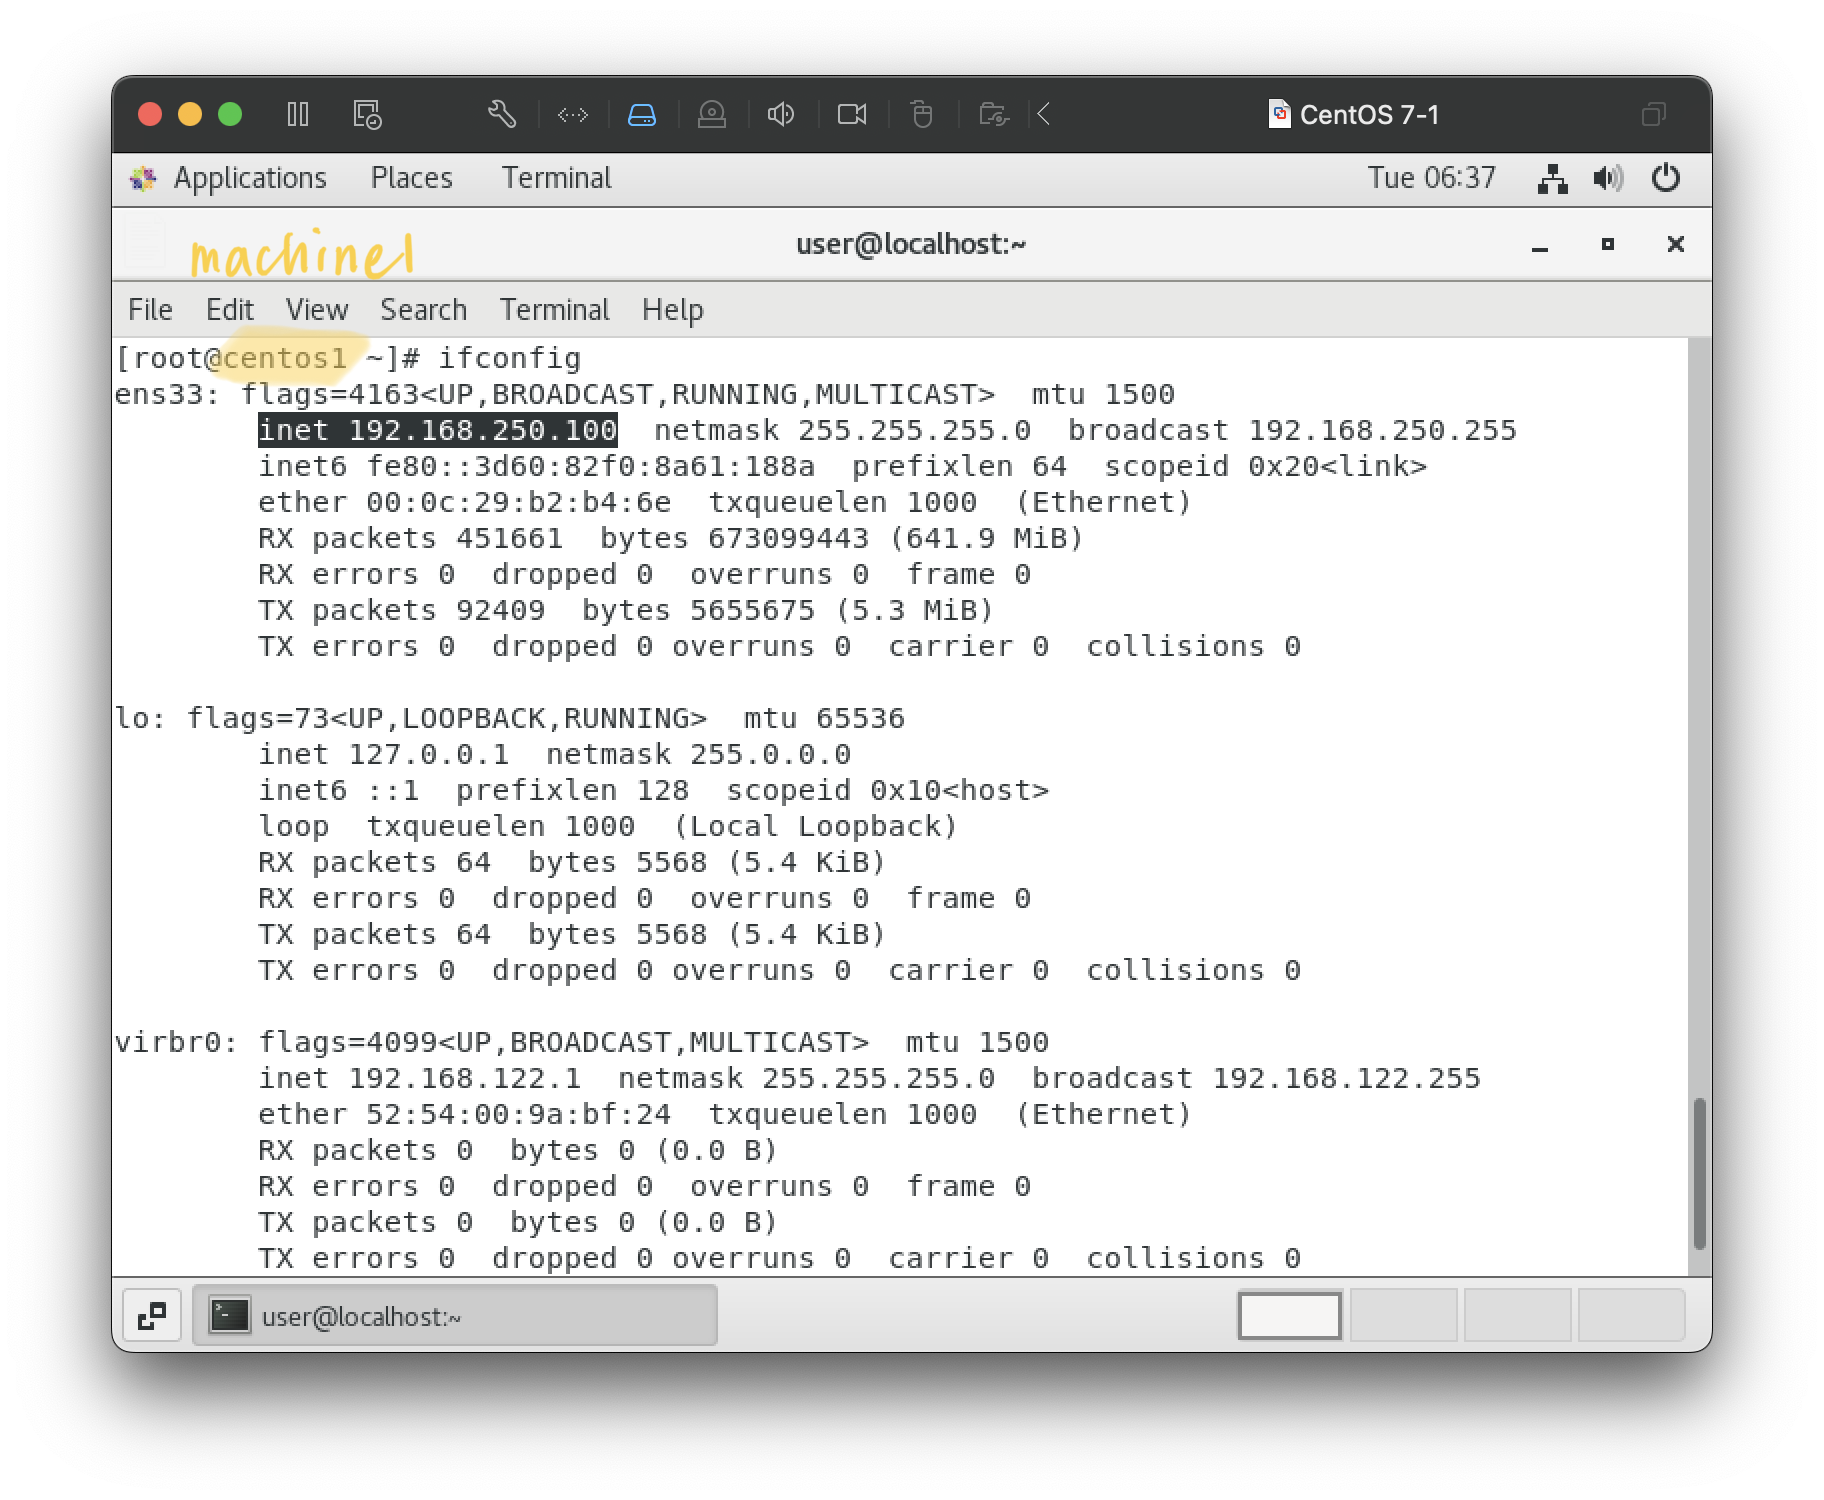 CentOS 7-1
Applications Places Terminal Tue 06:37
machine1
user@localhost:~
File Edit View Search Terminal Help
[root@centos1 ~]# ifconfig
ens33: flags=4163<UP,BROADCAST,RUNNING,MULTICAST>  mtu 1500
        inet 192.168.250.100  netmask 255.255.255.0  broadcast 192.168.250.255
        inet6 fe80::3d60:82f0:8a61:188a  prefixlen 64  scopeid 0x20<link>
        ether 00:0c:29:b2:b4:6e  txqueuelen 1000  (Ethernet)
        RX packets 451661  bytes 673099443 (641.9 MiB)
        RX errors 0  dropped 0  overruns 0  frame 0
        TX packets 92409  bytes 5655675 (5.3 MiB)
        TX errors 0  dropped 0 overruns 0  carrier 0  collisions 0
lo: flags=73<UP,LOOPBACK,RUNNING>  mtu 65536
        inet 127.0.0.1  netmask 255.0.0.0
        inet6 ::1  prefixlen 128  scopeid 0x10<host>
        loop  txqueuelen 1000  (Local Loopback)
        RX packets 64  bytes 5568 (5.4 KiB)
        RX errors 0  dropped 0  overruns 0  frame 0
        TX packets 64  bytes 5568 (5.4 KiB)
        TX errors 0  dropped 0 overruns 0  carrier 0  collisions 0
virbr0: flags=4099<UP,BROADCAST,MULTICAST>  mtu 1500
        inet 192.168.122.1  netmask 255.255.255.0  broadcast 192.168.122.255
        ether 52:54:00:9a:bf:24  txqueuelen 1000  (Ethernet)
        RX packets 0  bytes 0 (0.0 B)
        RX errors 0  dropped 0  overruns 0  frame 0
        TX packets 0  bytes 0 (0.0 B)
        TX errors 0  dropped 0 overruns 0  carrier 0  collisions 0
user@localhost:~